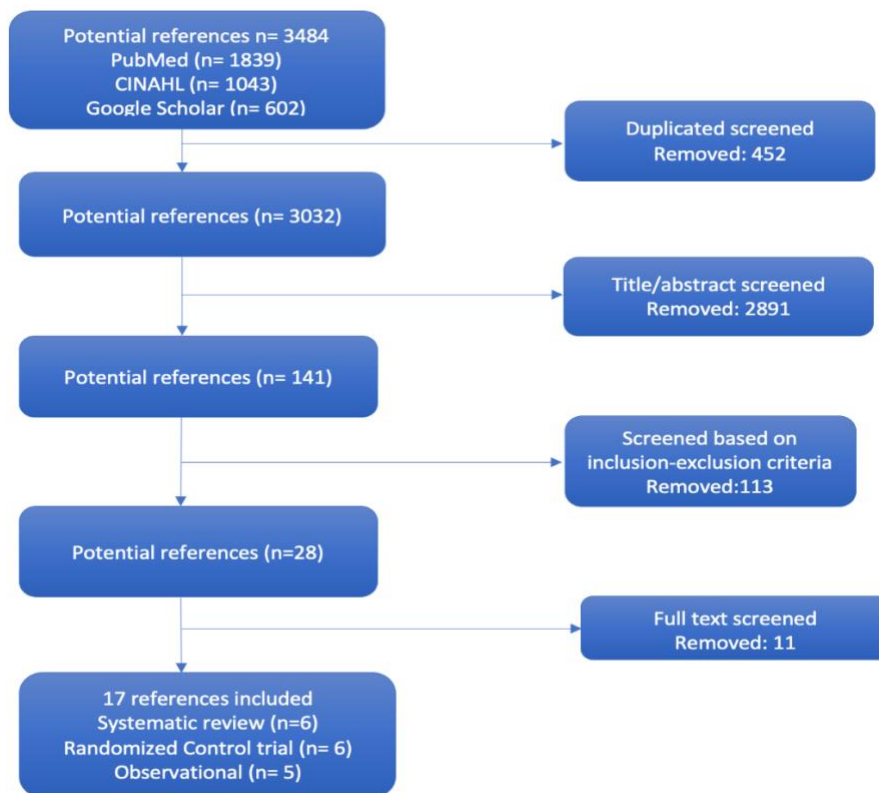 Potential references n= 3484
PubMed (n= 1839)
CINAHL (n= 1043)
Google Scholar (n= 602)
Duplicated screened
Removed: 452
Potential references (n= 3032)
Title/abstract screened
Removed: 2891
Potential references (n= 141)
Screened based on
inclusion-exclusion criteria
Removed:113
Potential references (n=28)
Full text screened
Removed: 11
17 references included
Systematic review (n=6)
Randomized Control trial (n= 6)
Observational (n= 5)